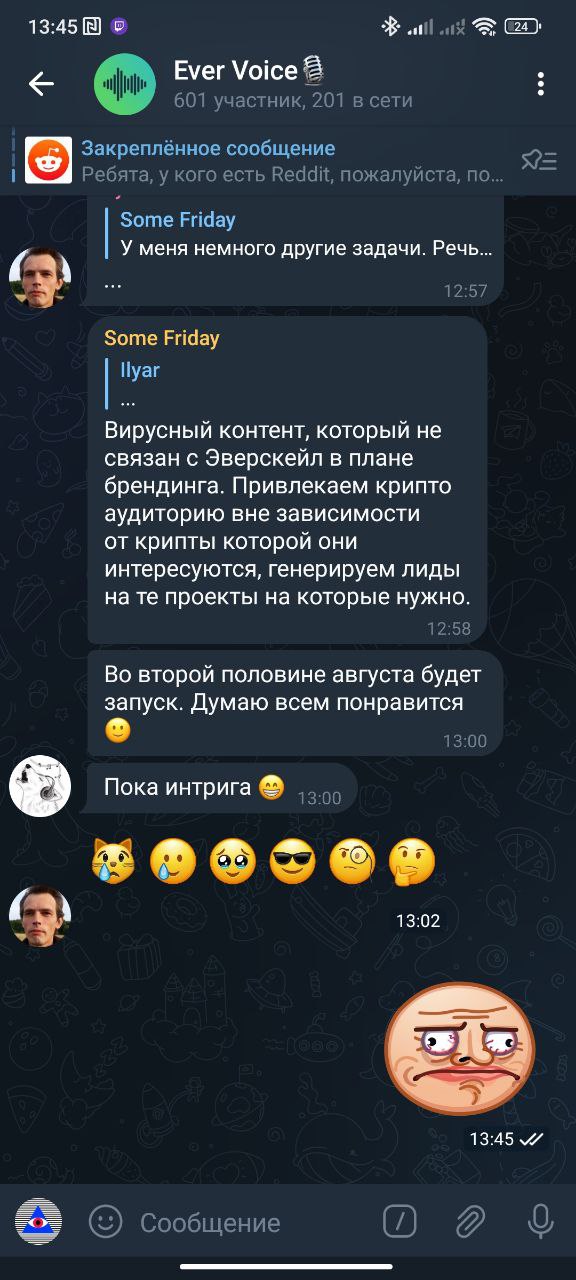 13:45
24
Ever Voice🎙
601 участник, 201 в сети
Закреплённое сообщение
Ребята, у кого есть Reddit, пожалуйста, по...
Some Friday
У меня немного другие задачи. Речь...
...
12:57
Some Friday
Ilyar
...
Вирусный контент, который не
связан с Эверскейл в плане
брендинга. Привлекаем крипто
аудиторию вне зависимости
от крипты которой они
интересуются, генерируем лиды
на те проекты на которые нужно.
12:58
Во второй половине августа будет
запуск. Думаю всем понравится
🙂
13:00
Пока интрига 😁
13:00
😿🥲🥹😎🧐🤔
13:02
13:45
Сообщение